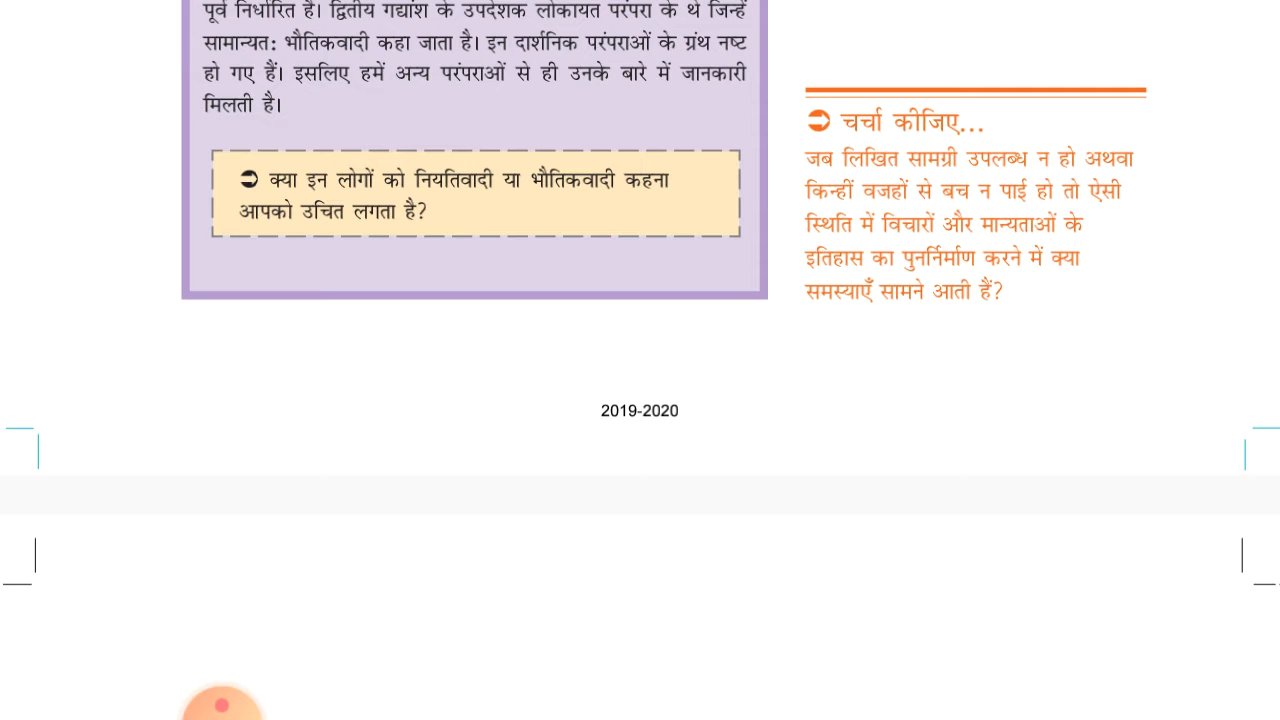 पूर्व निर्धारित है। द्वितीय गद्यांश के उपदेशक लोकायत परंपरा के थे जिन्हें
सामान्यत: भौतिकवादी कहा जाता है। इन दार्शनिक परंपराओं के ग्रंथ नष्ट
हो गए हैं। इसलिए हमें अन्य परंपराओं से ही उनके बारे में जानकारी
मिलती है।
➲ क्या इन लोगों को नियतिवादी या भौतिकवादी कहना
आपको उचित लगता है?
➲ चर्चा कीजिए...
जब लिखित सामग्री उपलब्ध न हो अथवा
किन्हीं वजहों से बच न पाई हो तो ऐसी
स्थिति में विचारों और मान्यताओं के
इतिहास का पुनर्निर्माण करने में क्या
समस्याएँ सामने आती हैं?
2019-2020